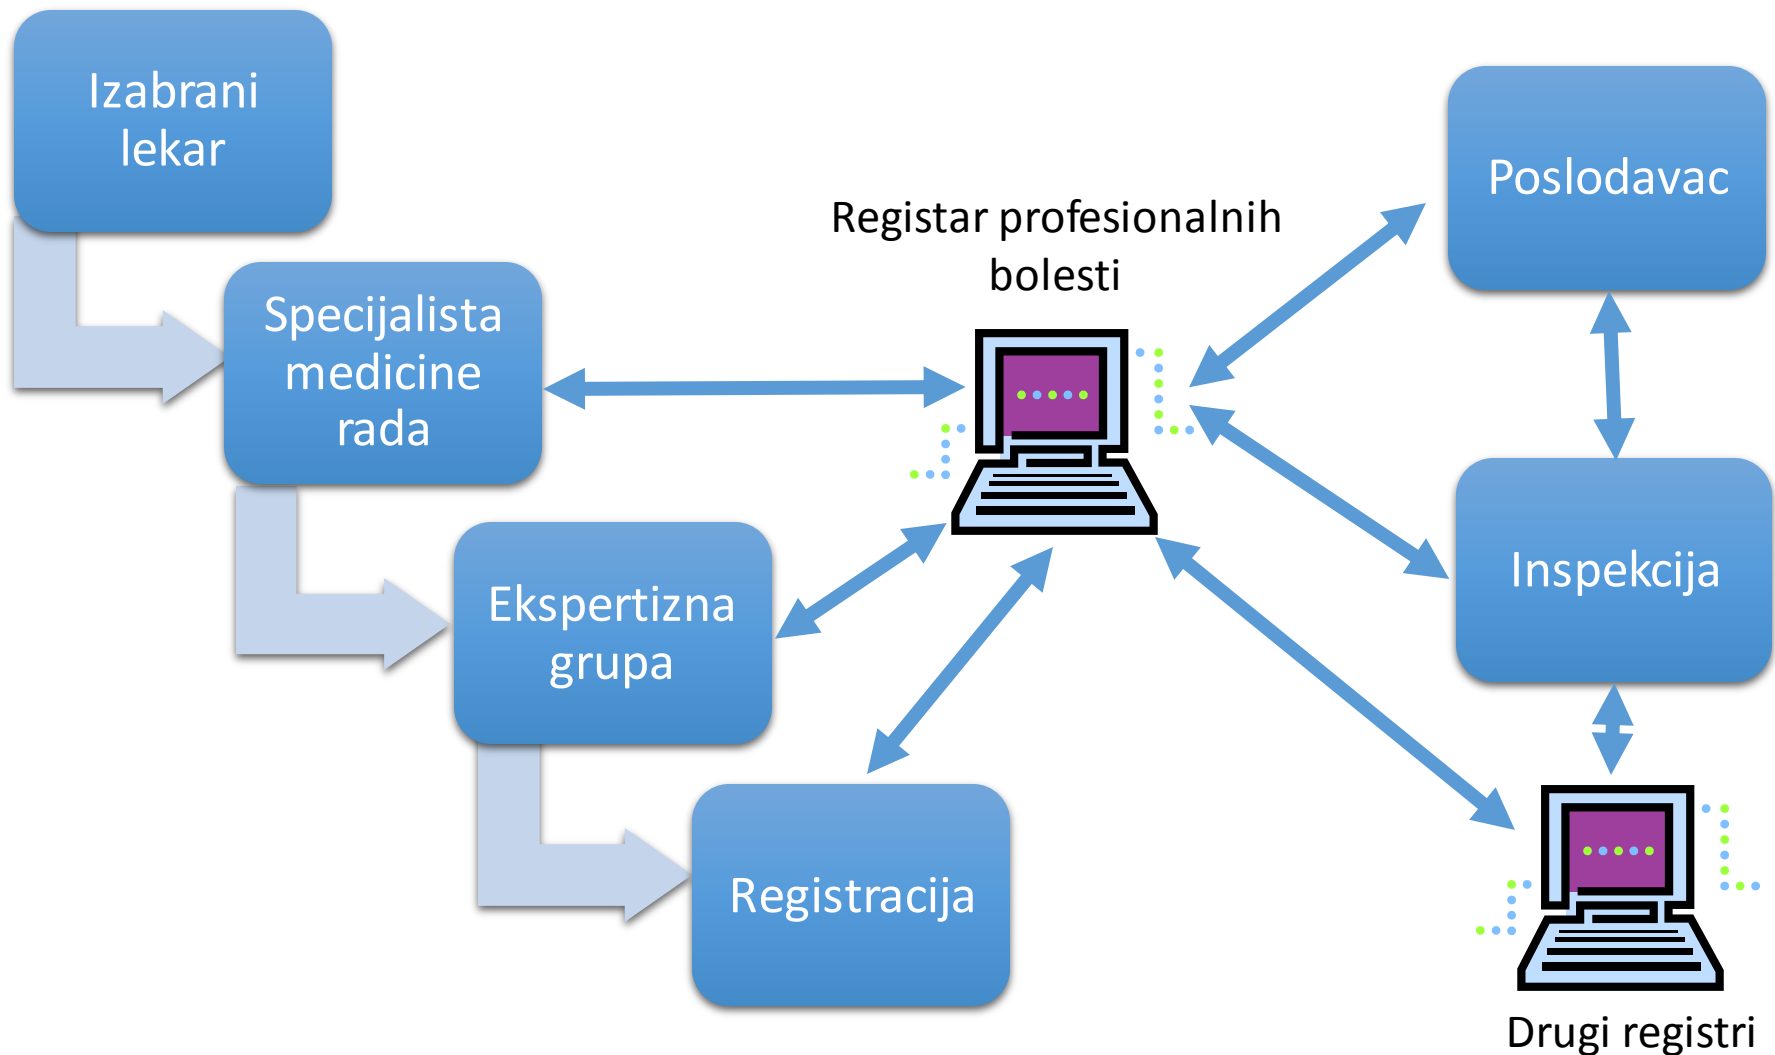 Izabrani
lekar
Specijalista
medicine
rada
Ekspertizna
grupa
Registracija
Registar profesionalnih
bolesti
Poslodavac
Inspekcija
Drugi registri